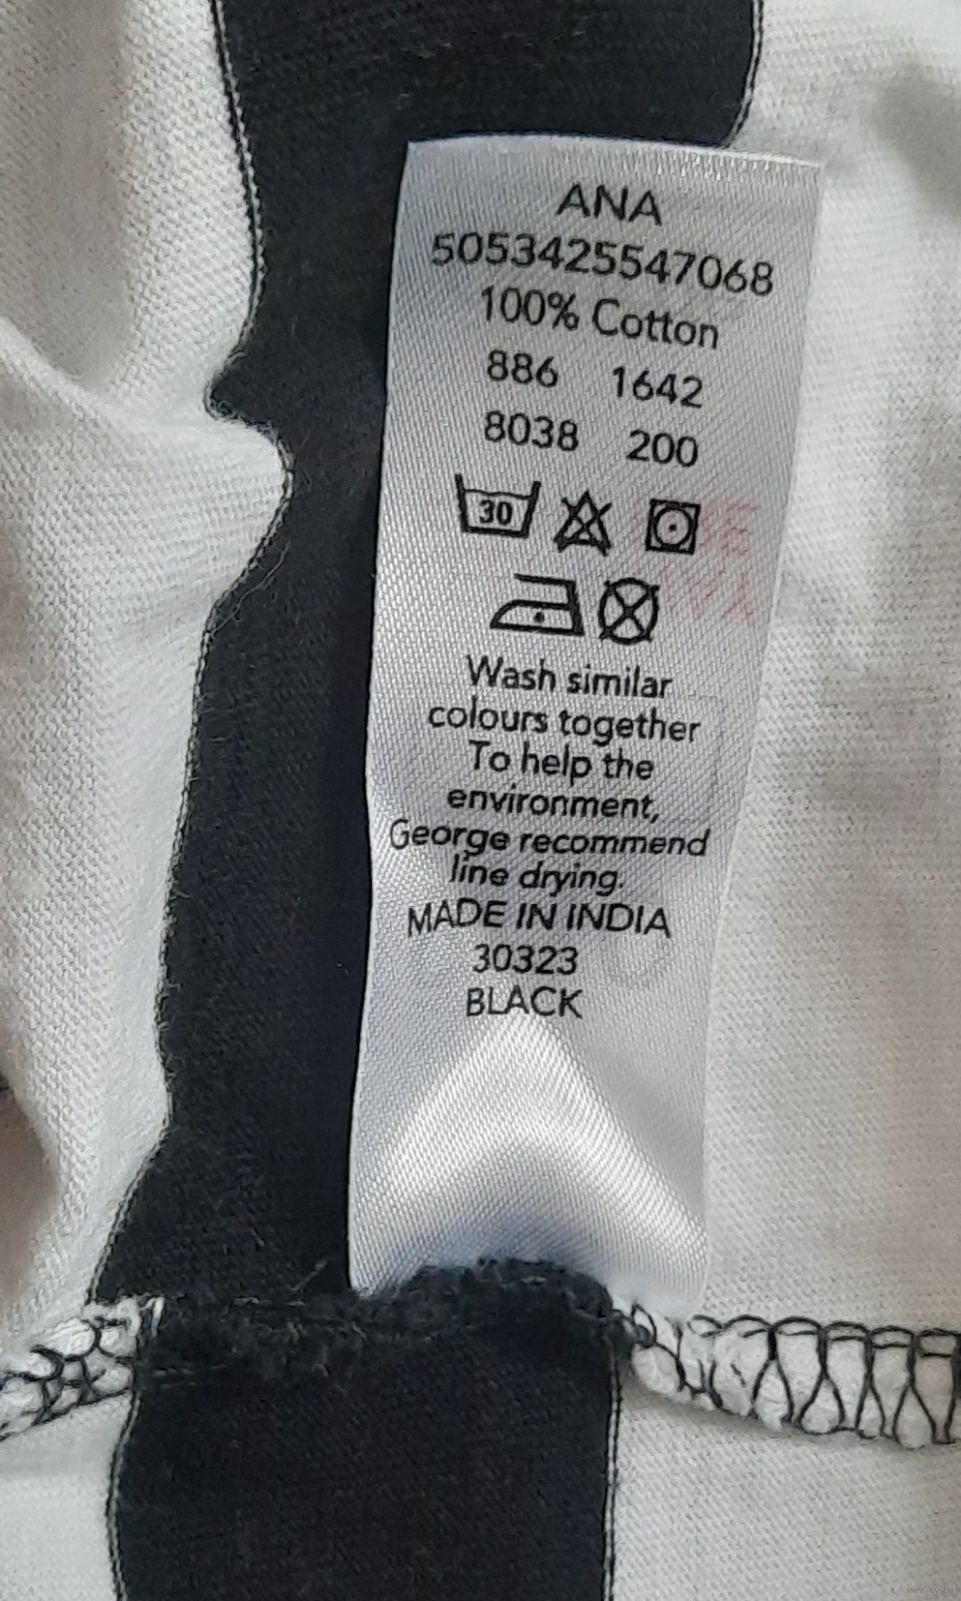 ANA
5053425547068
100% Cotton
886 1642
8038 200
30
Wash similar
colours together
To help the
environment,
George recommend
line drying.
MADE IN INDIA
30323
BLACK